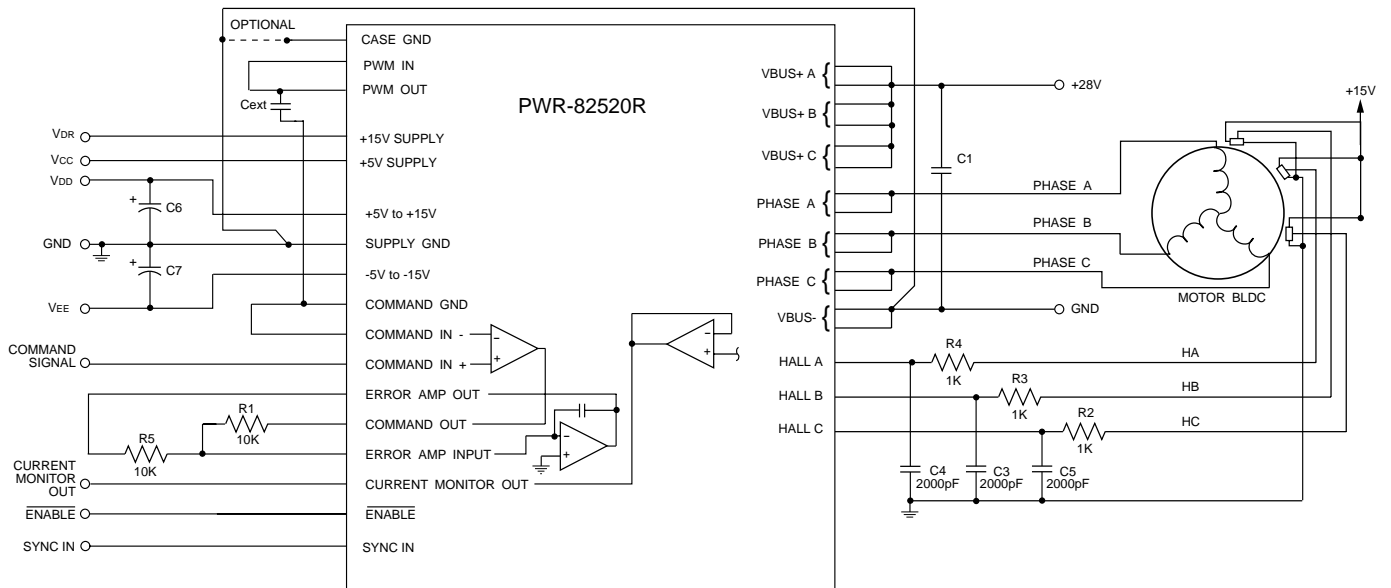 OPTIONAL
CASE GND
PWM IN
PWM OUT
Cext
PWR-82520R
VDR
+15V SUPPLY
VCC
+5V SUPPLY
VDD
+
C6
+5V to +15V
GND
SUPPLY GND
+
C7
-5V to -15V
VEE
COMMAND GND
COMMAND IN -
COMMAND SIGNAL
COMMAND IN +
ERROR AMP OUT
R1
10K
COMMAND OUT
R5
10K
ERROR AMP INPUT
CURRENT
MONITOR
OUT
CURRENT MONITOR OUT
ENABLE
ENABLE
SYNC IN
SYNC IN
−
+
−
+
−
+
VBUS+ A {
VBUS+ B {
VBUS+ C {
PHASE A {
PHASE B {
PHASE C {
VBUS- {
HALL A
HALL B
HALL C
+28V
C1
GND
PHASE A
PHASE B
PHASE C
+15V
MOTOR BLDC
R4
1K
HA
R3
1K
HB
R2
1K
HC
C4
2000pF
C3
2000pF
C5
2000pF